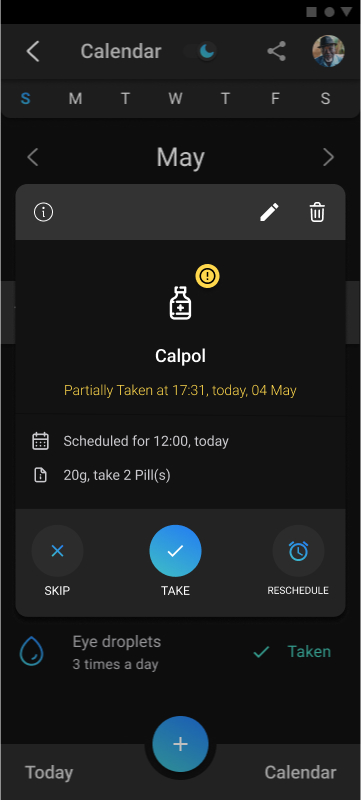 Calendar
S M T W T F S
May
Calpol
Partially Taken at 17:31, today, 04 May
Scheduled for 12:00, today
20g, take 2 Pill(s)
SKIP TAKE RESCHEDULE
Eye droplets
3 times a day
Taken
Today Calendar